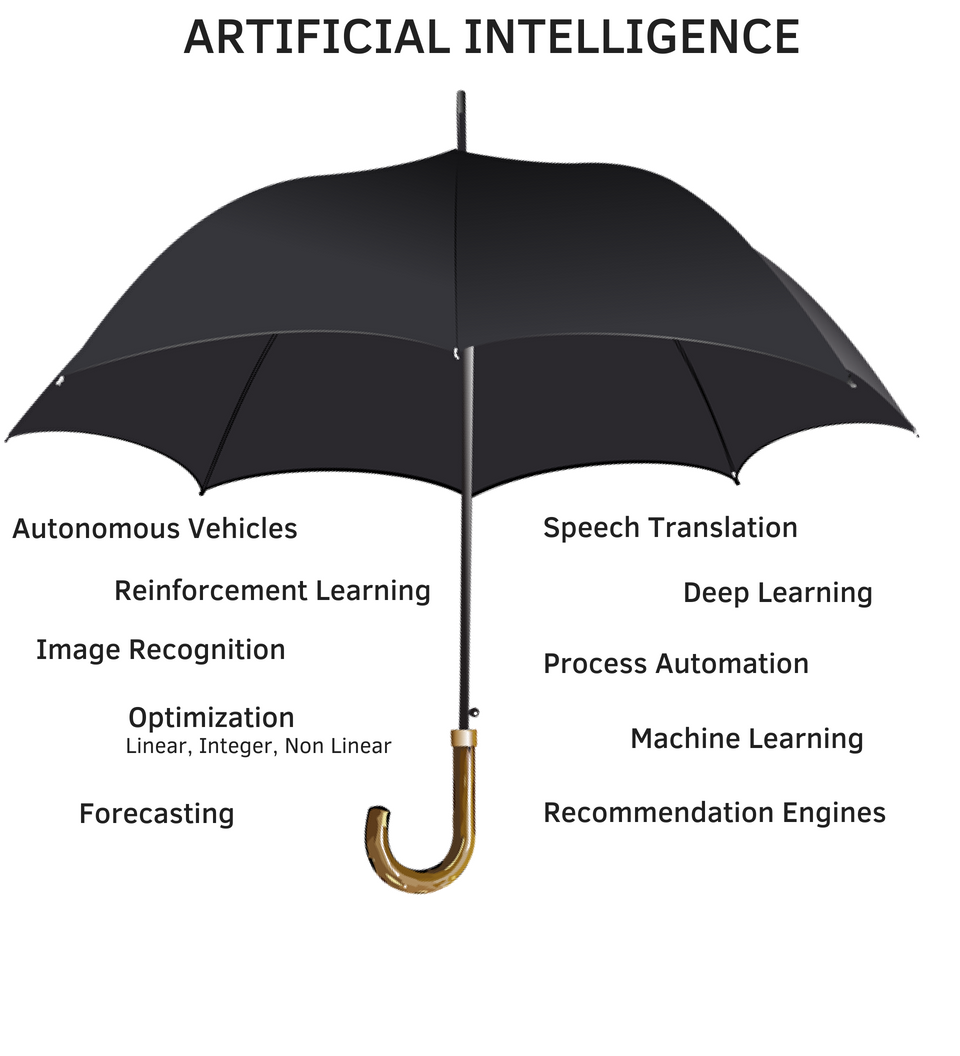 ARTIFICIAL INTELLIGENCE
Autonomous Vehicles
Speech Translation
Reinforcement Learning
Deep Learning
Image Recognition
Process Automation
Optimization
Linear, Integer, Non Linear
Machine Learning
Forecasting
Recommendation Engines